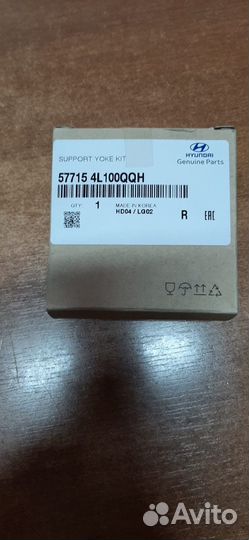 SUPPORT YOKE KIT
HYUNDAI
Genuine Parts
57715 4L100QQH
QTY: 1 MADE IN KOREA
HD04 / LG02
R EAC
Avito